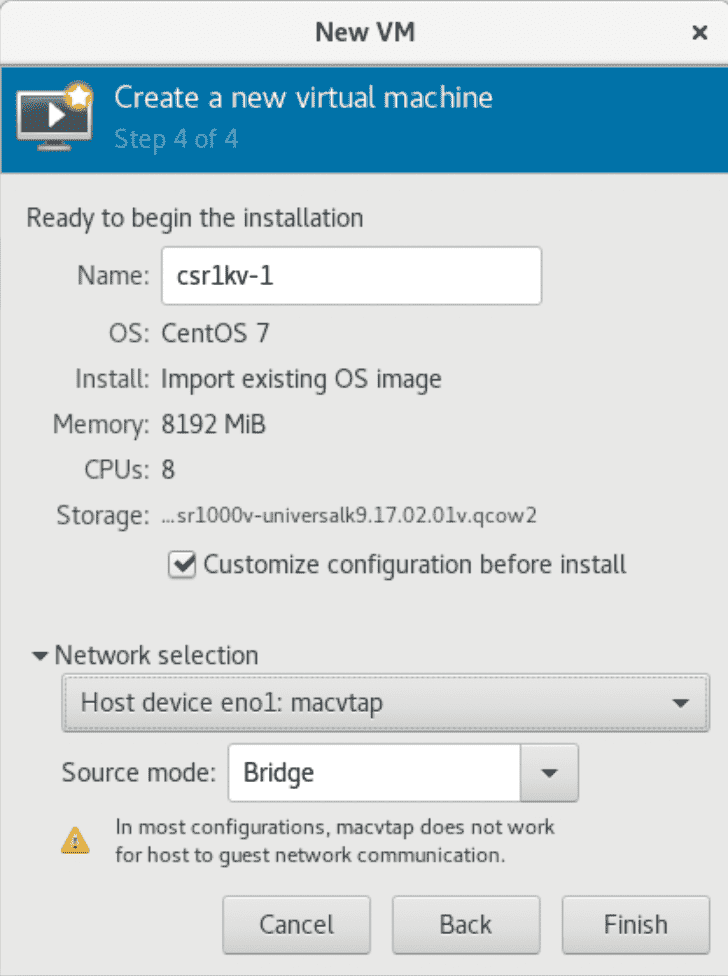 New VM
Create a new virtual machine
Step 4 of 4
Ready to begin the installation
Name: csr1kv-1
OS: CentOS 7
Install: Import existing OS image
Memory: 8192 MiB
CPUs: 8
Storage: ...sr1000v-universalk9.17.02.01v.qcow2
Customize configuration before install
Network selection
Host device eno1: macvtap
Source mode: Bridge
In most configurations, macvtap does not work
for host to guest network communication.
Cancel Back Finish